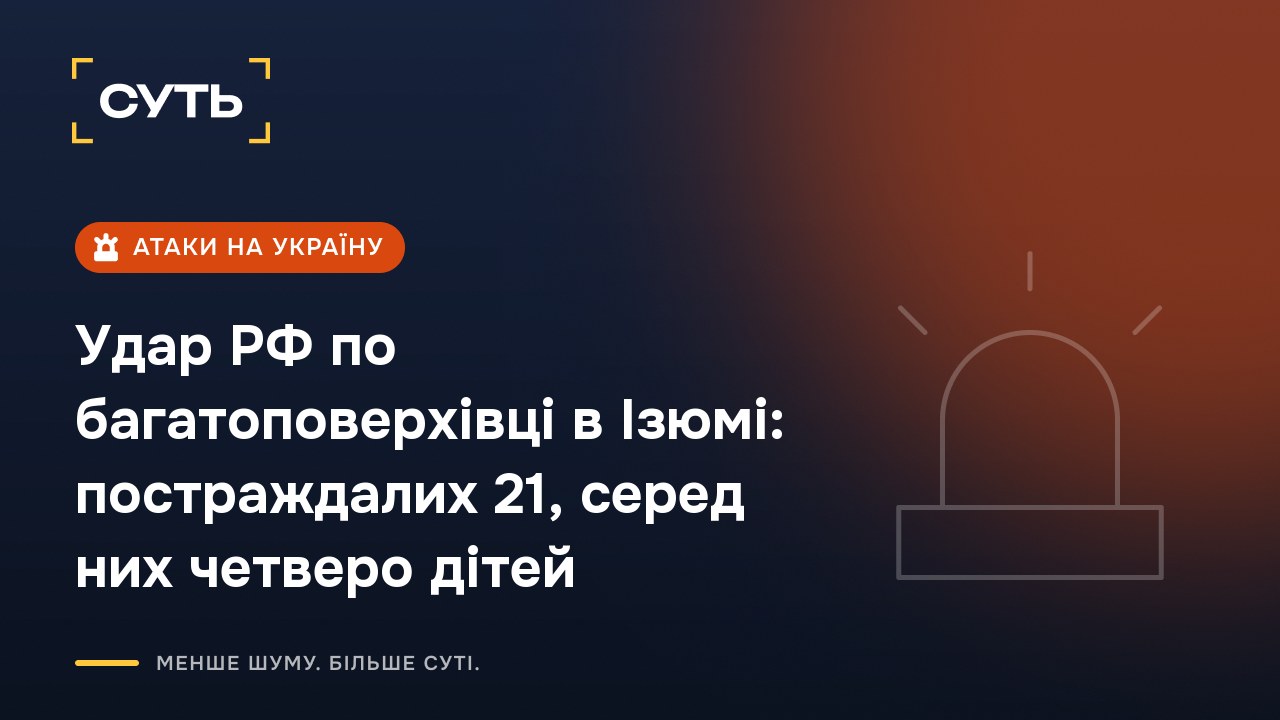 СУТЬ
АТАКИ НА УКРАЇНУ
Удар РФ по
багатоповерхівці в Ізюмі:
постраждалих 21, серед
них четверо дітей
МЕНШЕ ШУМУ. БІЛЬШЕ СУТІ.